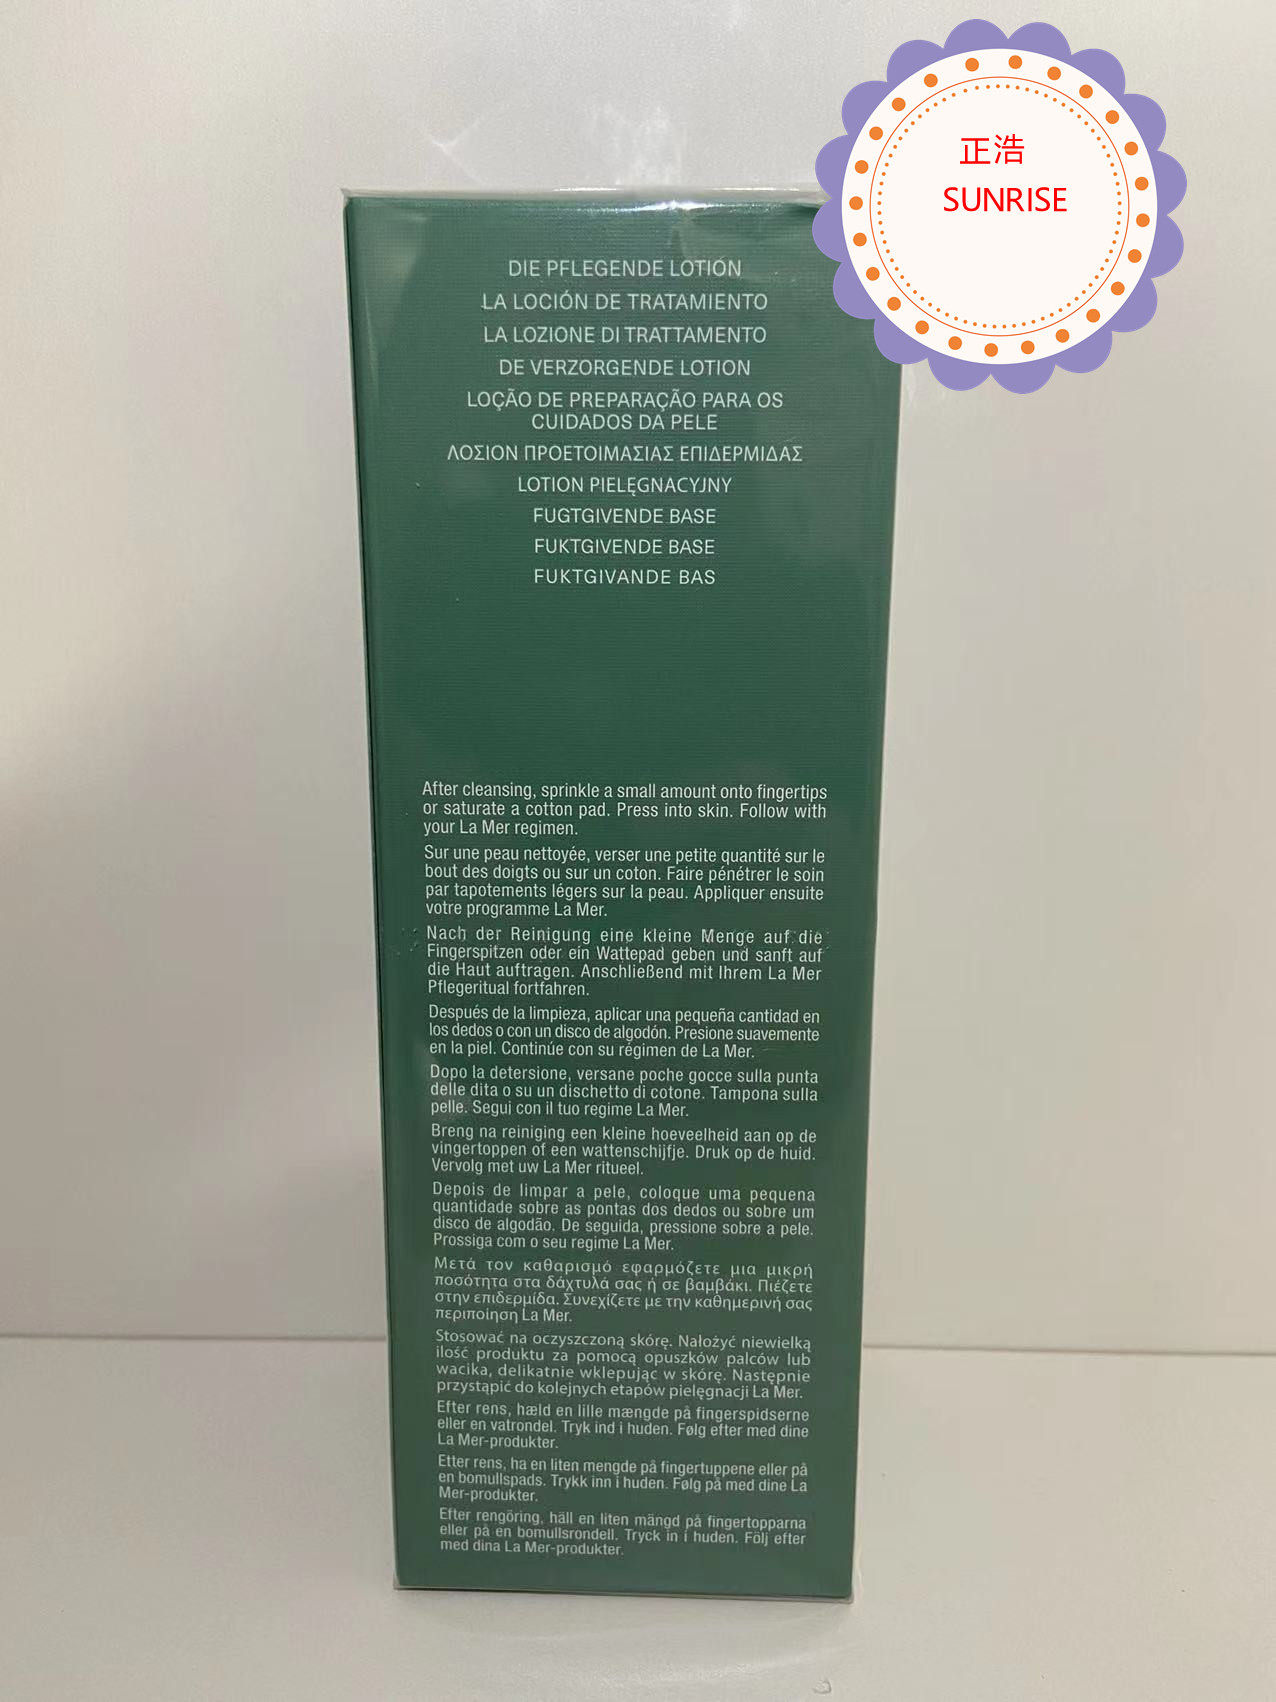 正浩
SUNRISE
DIE PFLEGENDE LOTION
LA LOCIÓN DE TRATAMIENTO
LA LOZIONE DI TRATTAMENTO
DE VERZORGENDE LOTION
LOÇÃO DE PREPARAÇÃO PARA OS
CUIDADOS DA PELE
ΛΟΣΙΟΝ ΠΡΟΕΤΟΙΜΑΣΙΑΣ ΕΠΙΔΕΡΜΙΔΑΣ
LOTION PIELĘGNACYJNY
FUGTGIVENDE BASE
FUKTGIVENDE BASE
FUKTGIVANDE BAS
After cleansing, sprinkle a small amount onto fingertips
or saturate a cotton pad. Press into skin. Follow with
your La Mer regimen.
Sur une peau nettoyée, verser une petite quantité sur le
bout des doigts ou sur un coton. Faire pénétrer le soin
par tapotements légers sur la peau. Appliquer ensuite
votre programme La Mer.
Nach der Reinigung eine kleine Menge auf die
Fingerspitzen oder ein Wattepad geben und sanft auf
die Haut auftragen. Anschließend mit Ihrem La Mer
Pflegeritual fortfahren.
Después de la limpieza, aplicar una pequeña cantidad en
los dedos o con un disco de algodón. Presione suavemente
en la piel. Continúe con su régimen de La Mer.
Dopo la detersione, versane poche gocce sulla punta
delle dita o su un dischetto di cotone. Tampona sulla
pelle. Segui con il tuo regime La Mer.
Breng na reiniging een kleine hoeveelheid aan op de
vingertoppen of een wattenschijfje. Druk op de huid.
Vervolg met uw La Mer ritueel.
Depois de limpar a pele, coloque uma pequena
quantidade sobre as pontas dos dedos ou sobre um
disco de algodão. De seguida, pressione sobre a pele.
Prossiga com o seu regime La Mer.
Μετά τον καθαρισμό εφαρμόζετε μια μικρή
ποσότητα στα δάχτυλά σας ή σε βαμβάκι. Πιέζετε
στην επιδερμίδα. Συνεχίζετε με την καθημερινή σας
περιποίηση La Mer.
Stosować na oczyszczoną skórę. Nałożyć niewielką
ilość produktu za pomocą opuszków palców lub
wacika, delikatnie wklepując w skórę. Następnie
przystąpić do kolejnych etapów pielęgnacji La Mer.
Efter rens, hæld en lille mængde på fingerspidserne
eller en vatrondel. Tryk ind i huden. Følg efter med dine
La Mer-produkter.
Etter rens, ha en liten mengde på fingertuppene eller på
en bomullspads. Trykk inn i huden. Følg på med dine La
Mer-produkter.
Efter rengöring, häll en liten mängd på fingertopparna
eller på en bomullsrondell. Tryck in i huden. Följ efter
med dina La Mer-produkter.